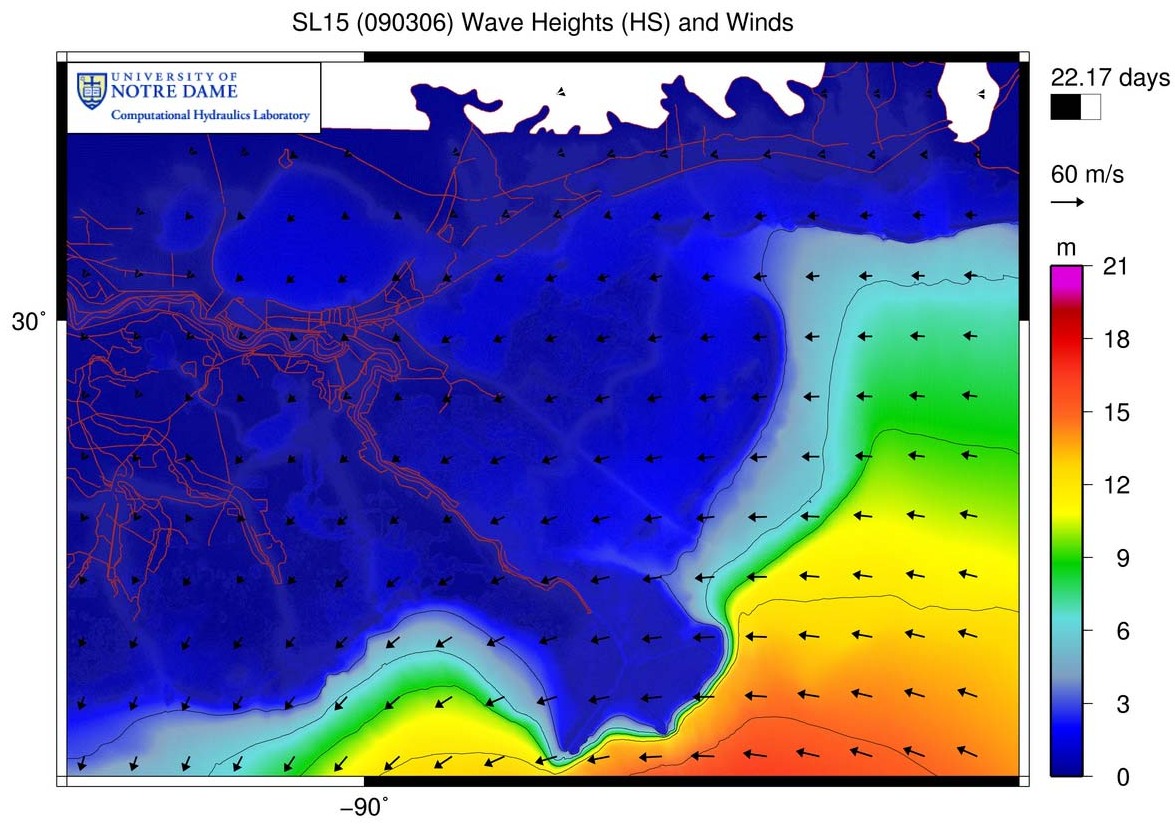 SL15 (090306) Wave Heights (HS) and Winds
UNIVERSITY OF
NOTRE DAME
Computational Hydraulics Laboratory
22.17 days
60 m/s
m
21
18
15
12
9
6
3
0
30°
−90°